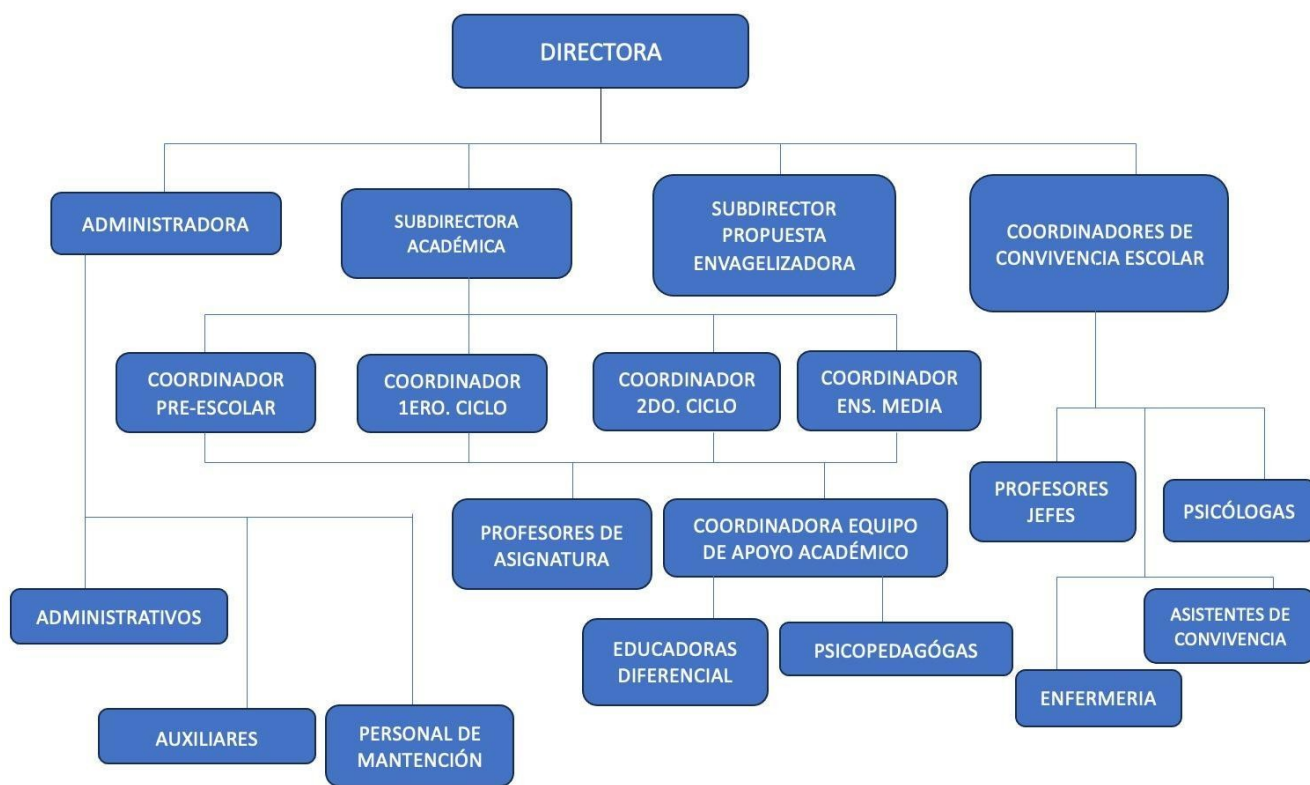 DIRECTORA
ADMINISTRADORA
SUBDIRECTORA
ACADÉMICA
SUBDIRECTOR
PROPUESTA
ENVAGELIZADORA
COORDINADORES DE
CONVIVENCIA ESCOLAR
COORDINADOR
PRE-ESCOLAR
COORDINADOR
1ERO. CICLO
COORDINADOR
2DO. CICLO
COORDINADOR
ENS. MEDIA
PROFESORES DE
ASIGNATURA
COORDINADORA EQUIPO
DE APOYO ACADÉMICO
PROFESORES
JEFES
PSICÓLOGAS
ADMINISTRATIVOS
EDUCADORAS
DIFERENCIAL
PSICOPEDAGÓGAS
ASISTENTES DE
CONVIVENCIA
ENFERMERIA
AUXILIARES
PERSONAL DE
MANTENCIÓN